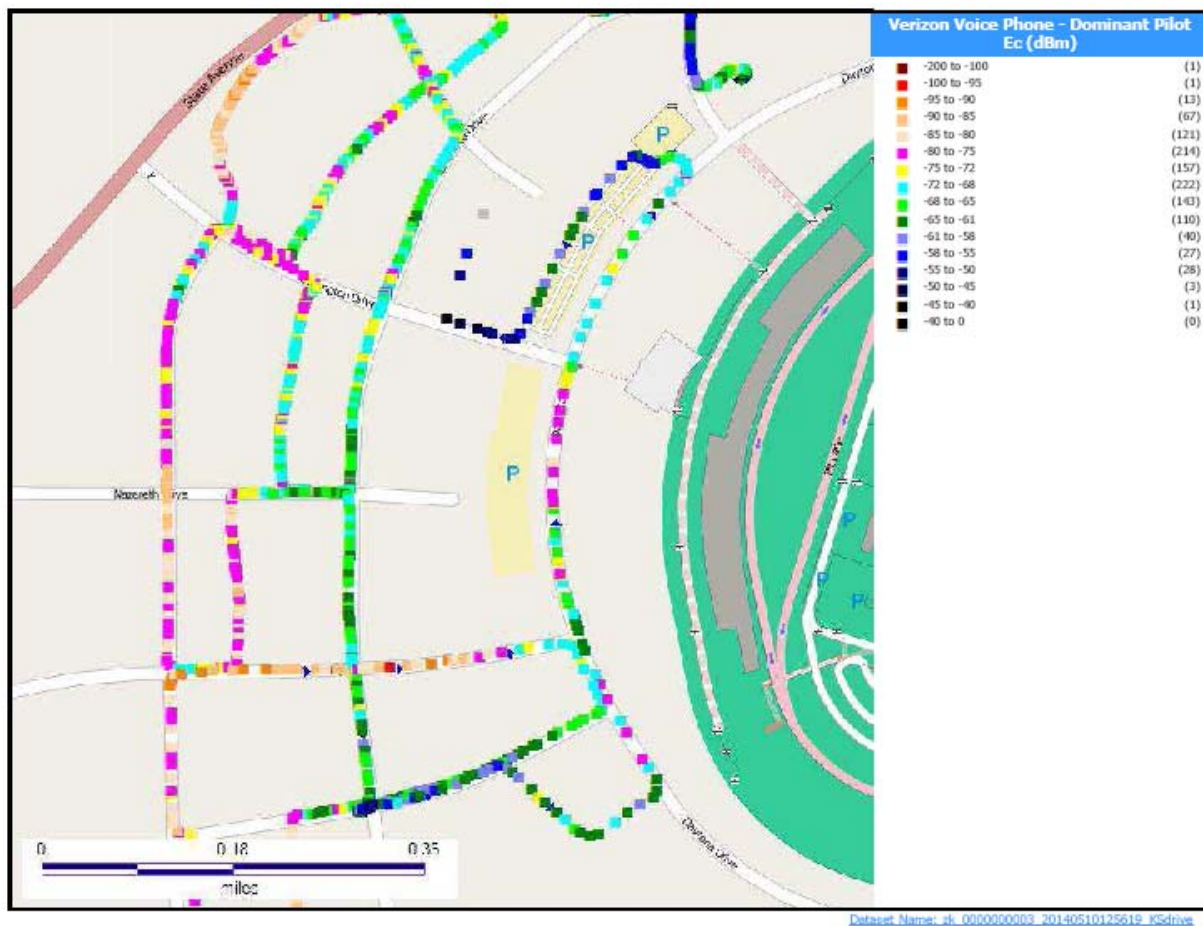 Verizon Voice Phone - Dominant Pilot
Ec (dBm)
-200 to -100 (1)
-100 to -95 (1)
-95 to -90 (13)
-90 to -85 (67)
-85 to -80 (121)
-80 to -75 (214)
-75 to -72 (157)
-72 to -68 (222)
-68 to -65 (143)
-65 to -61 (110)
-61 to -58 (40)
-58 to -55 (27)
-55 to -50 (28)
-50 to -45 (3)
-45 to -40 (1)
-40 to 0 (0)
State Avenue
P
P
Drive
P
Nazareth
P
P
P
Daytona Drive
0 0.18 0.35
miles
Dataset Name: zk_0000000003_20140510125619_KSdrive